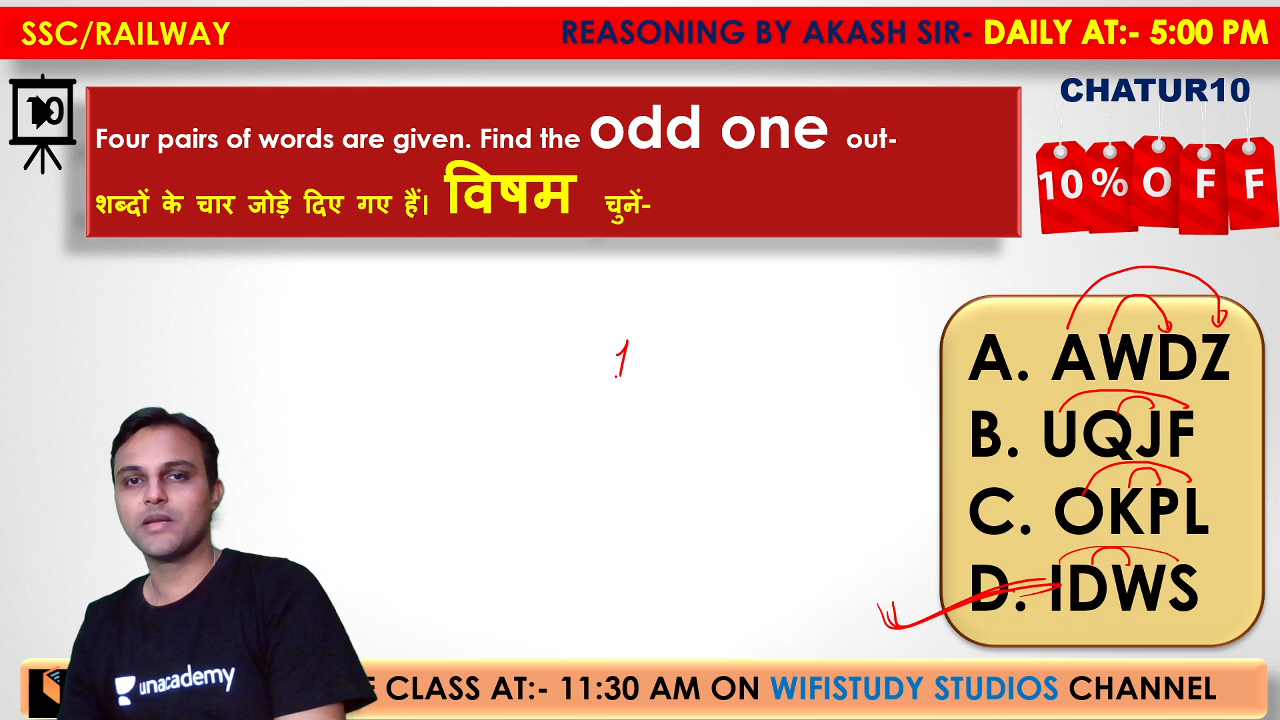 SSC/RAILWAY
REASONING BY AKASH SIR- DAILY AT:- 5:00 PM
CHATUR10
10%OFF
Four pairs of words are given. Find the odd one out-
शब्दों के चार जोड़े दिए गए हैं। विषम चुनें-
1
A. AWDZ
B. UQJF
C. OKPL
D. IDWS
unacademy
CLASS AT:- 11:30 AM ON WIFISTUDY STUDIOS CHANNEL